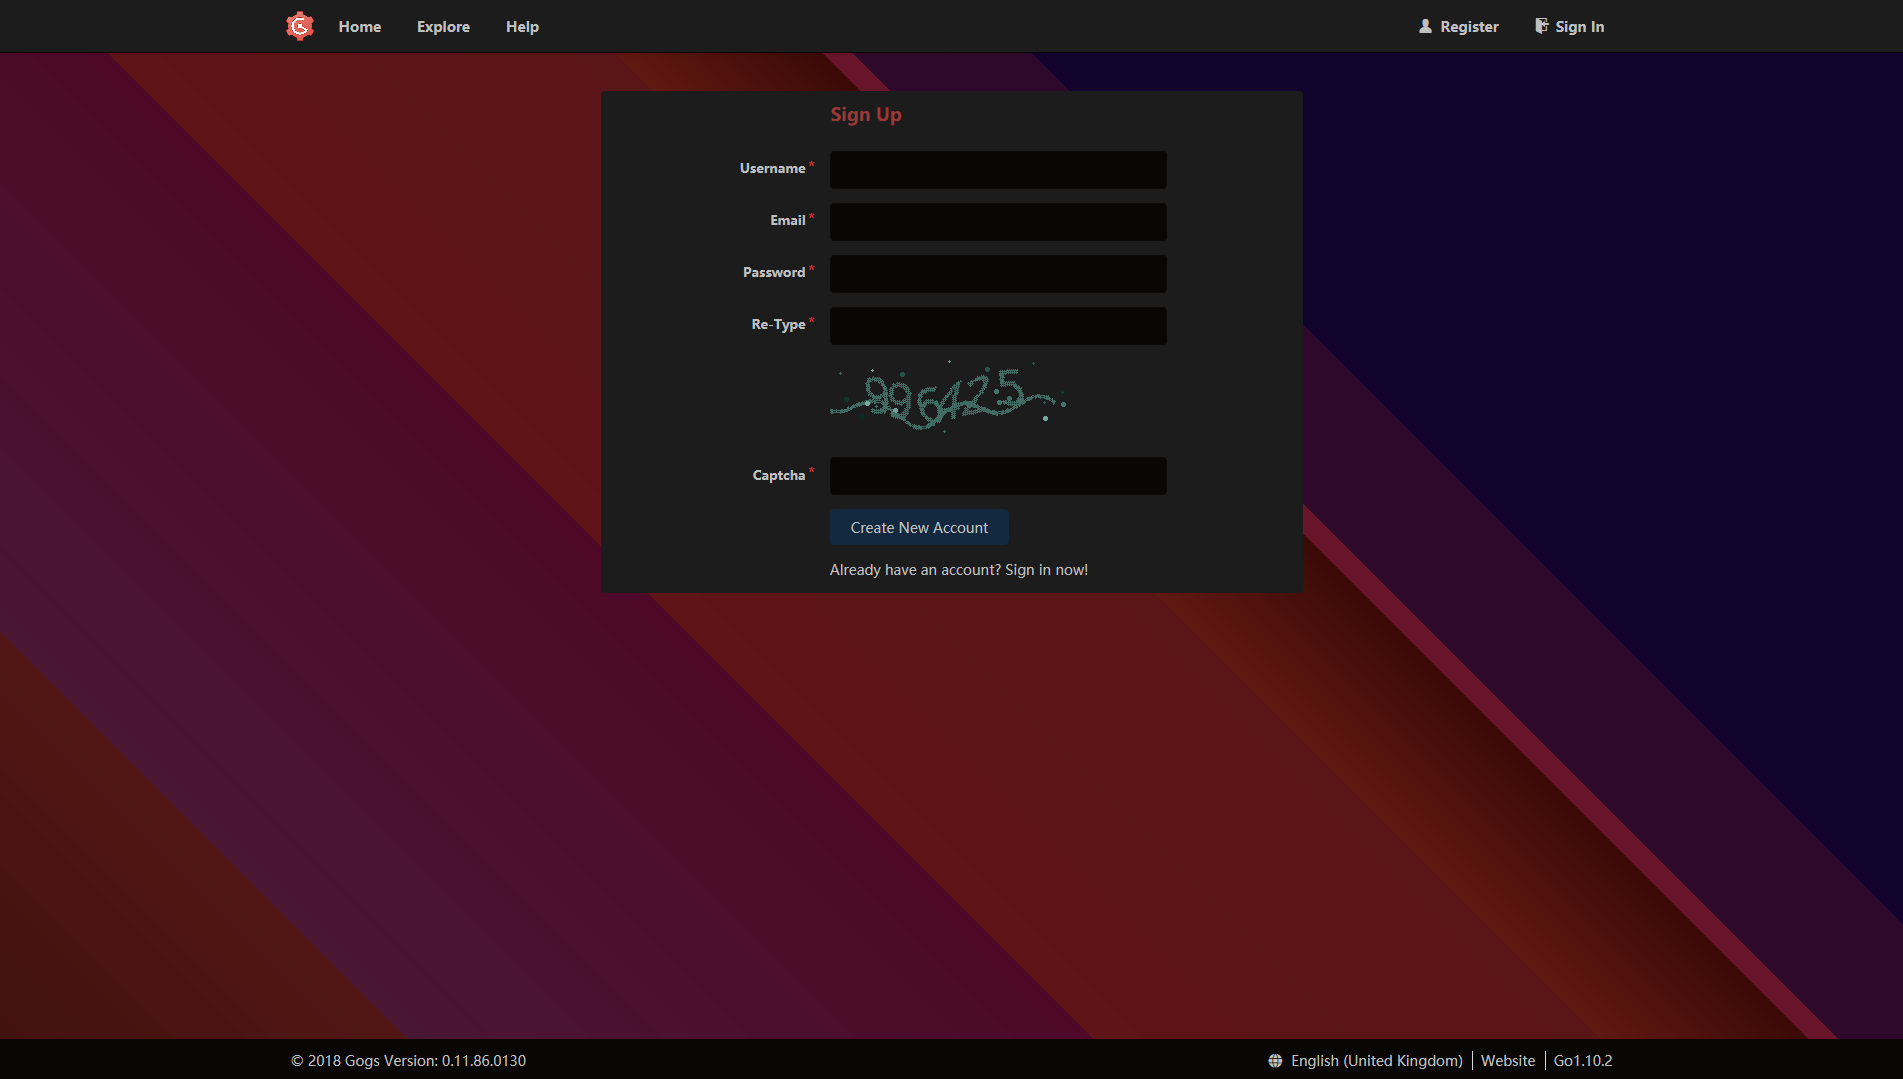 Home Explore Help Register Sign In
Sign Up
Username *
Email *
Password *
Re-Type *
896425
Captcha *
Create New Account
Already have an account? Sign in now!
© 2018 Gogs Version: 0.11.86.0130 English (United Kingdom) Website Go1.10.2